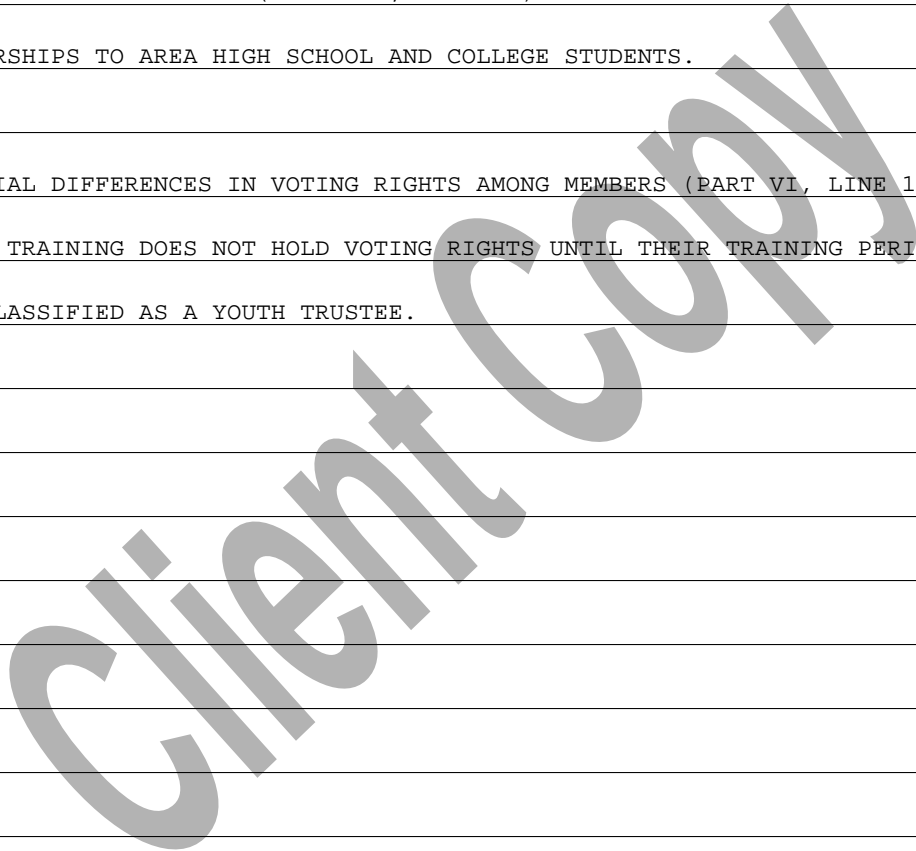 RSHIPS TO AREA HIGH SCHOOL AND COLLEGE STUDENTS.
IAL DIFFERENCES IN VOTING RIGHTS AMONG MEMBERS (PART VI, LINE 1
TRAINING DOES NOT HOLD VOTING RIGHTS UNTIL THEIR TRAINING PERI
LASSIFIED AS A YOUTH TRUSTEE.
Client Copy